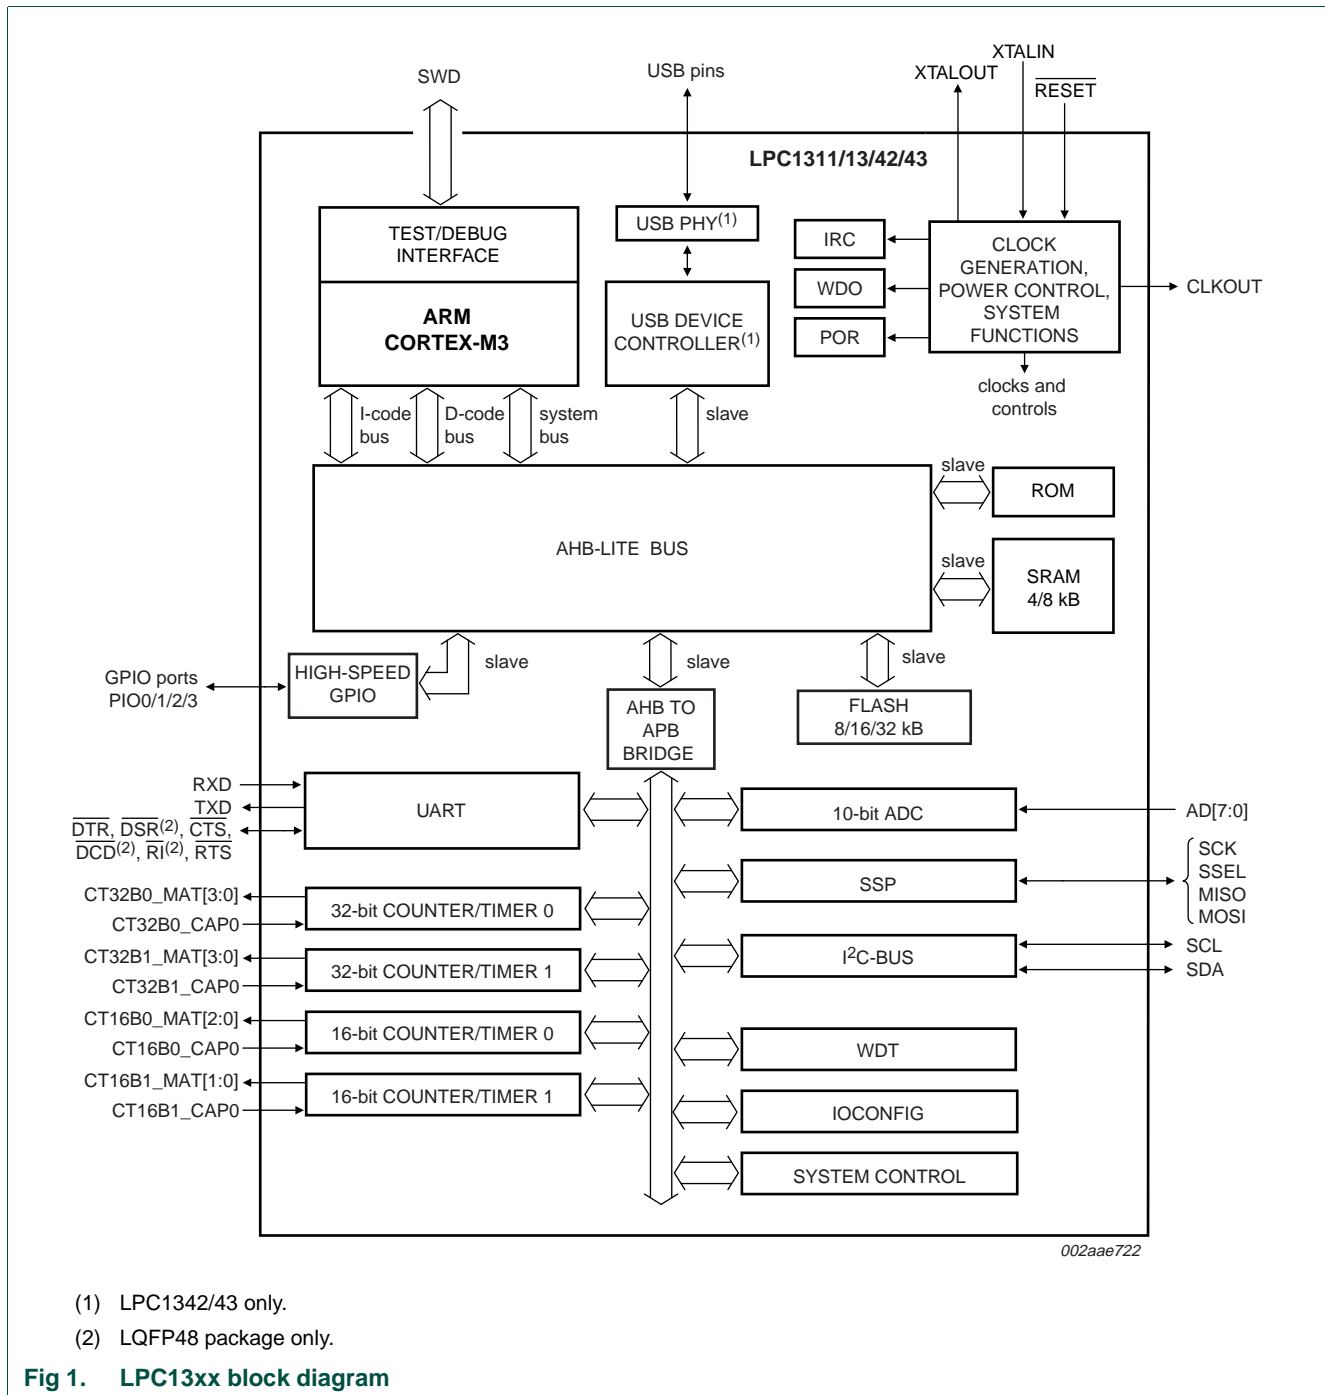 XTALIN
XTALOUT
RESET
SWD
USB pins
LPC1311/13/42/43
TEST/DEBUG
INTERFACE
ARM
CORTEX-M3
USB PHY(1)
USB DEVICE
CONTROLLER(1)
IRC
WDO
POR
CLOCK
GENERATION,
POWER CONTROL,
SYSTEM
FUNCTIONS
CLKOUT
clocks and
controls
I-code
bus
D-code
bus
system
bus
slave
AHB-LITE BUS
slave
ROM
slave
SRAM
4/8 kB
GPIO ports
PIO0/1/2/3
HIGH-SPEED
GPIO
slave
slave
slave
AHB TO
APB
BRIDGE
FLASH
8/16/32 kB
RXD
TXD
DTR, DSR(2), CTS,
DCD(2), RI(2), RTS
UART
10-bit ADC
AD[7:0]
SSP
SCK
SSEL
MISO
MOSI
CT32B0_MAT[3:0]
CT32B0_CAP0
32-bit COUNTER/TIMER 0
I2C-BUS
SCL
SDA
CT32B1_MAT[3:0]
CT32B1_CAP0
32-bit COUNTER/TIMER 1
CT16B0_MAT[2:0]
CT16B0_CAP0
16-bit COUNTER/TIMER 0
WDT
CT16B1_MAT[1:0]
CT16B1_CAP0
16-bit COUNTER/TIMER 1
IOCONFIG
SYSTEM CONTROL
002aae722
(1) LPC1342/43 only.
(2) LQFP48 package only.
Fig 1. LPC13xx block diagram